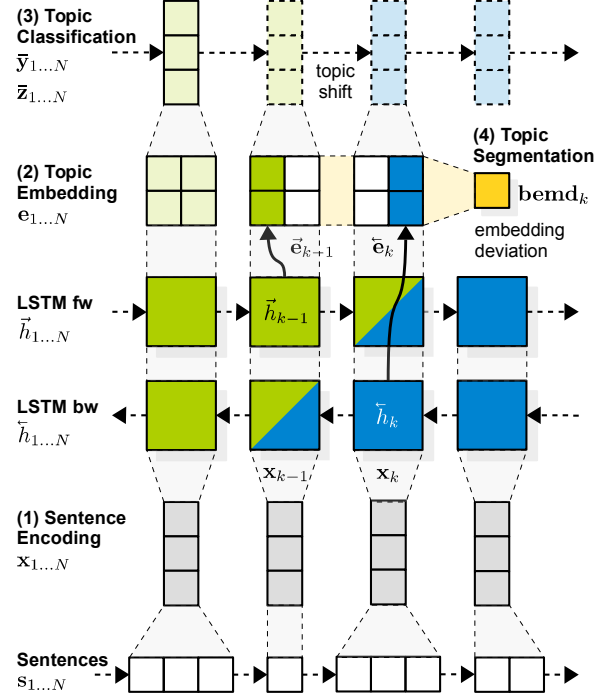 (3) Topic
Classification
ȳ₁...N
z̄₁...N
topic
shift
(4) Topic
Segmentation
bemdₖ
embedding
deviation
(2) Topic
Embedding
e₁...N
e⃗ₖ₋₁
e⃖ₖ
LSTM fw
h⃗₁...N
h⃗ₖ₋₁
LSTM bw
h⃖₁...N
h⃖ₖ
xₖ₋₁
xₖ
(1) Sentence
Encoding
x₁...N
Sentences
s₁...N